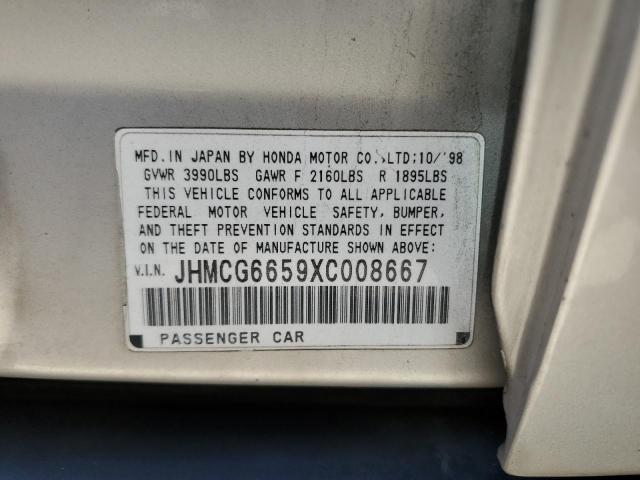 MFD. IN JAPAN BY HONDA MOTOR CO.,LTD; 10/'98
GVWR 3990LBS GAWR F 2160LBS R 1895LBS
THIS VEHICLE CONFORMS TO ALL APPLICABLE
FEDERAL MOTOR VEHICLE SAFETY, BUMPER,
AND THEFT PREVENTION STANDARDS IN EFFECT
ON THE DATE OF MANUFACTURE SHOWN ABOVE:
V.I.N. JHMCG6659XC008667
PASSENGER CAR